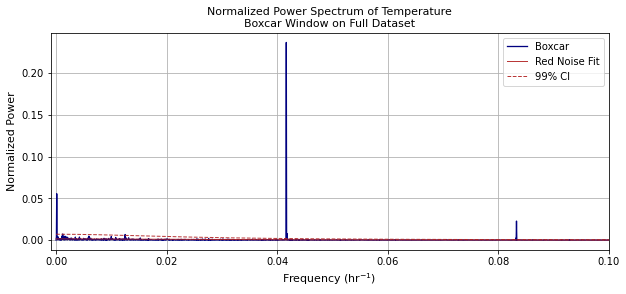 Normalized Power Spectrum of Temperature
Boxcar Window on Full Dataset
Normalized Power
0.20
0.15
0.10
0.05
0.00
Boxcar
Red Noise Fit
99% CI
0.00 0.02 0.04 0.06 0.08 0.10
Frequency (hr⁻¹)